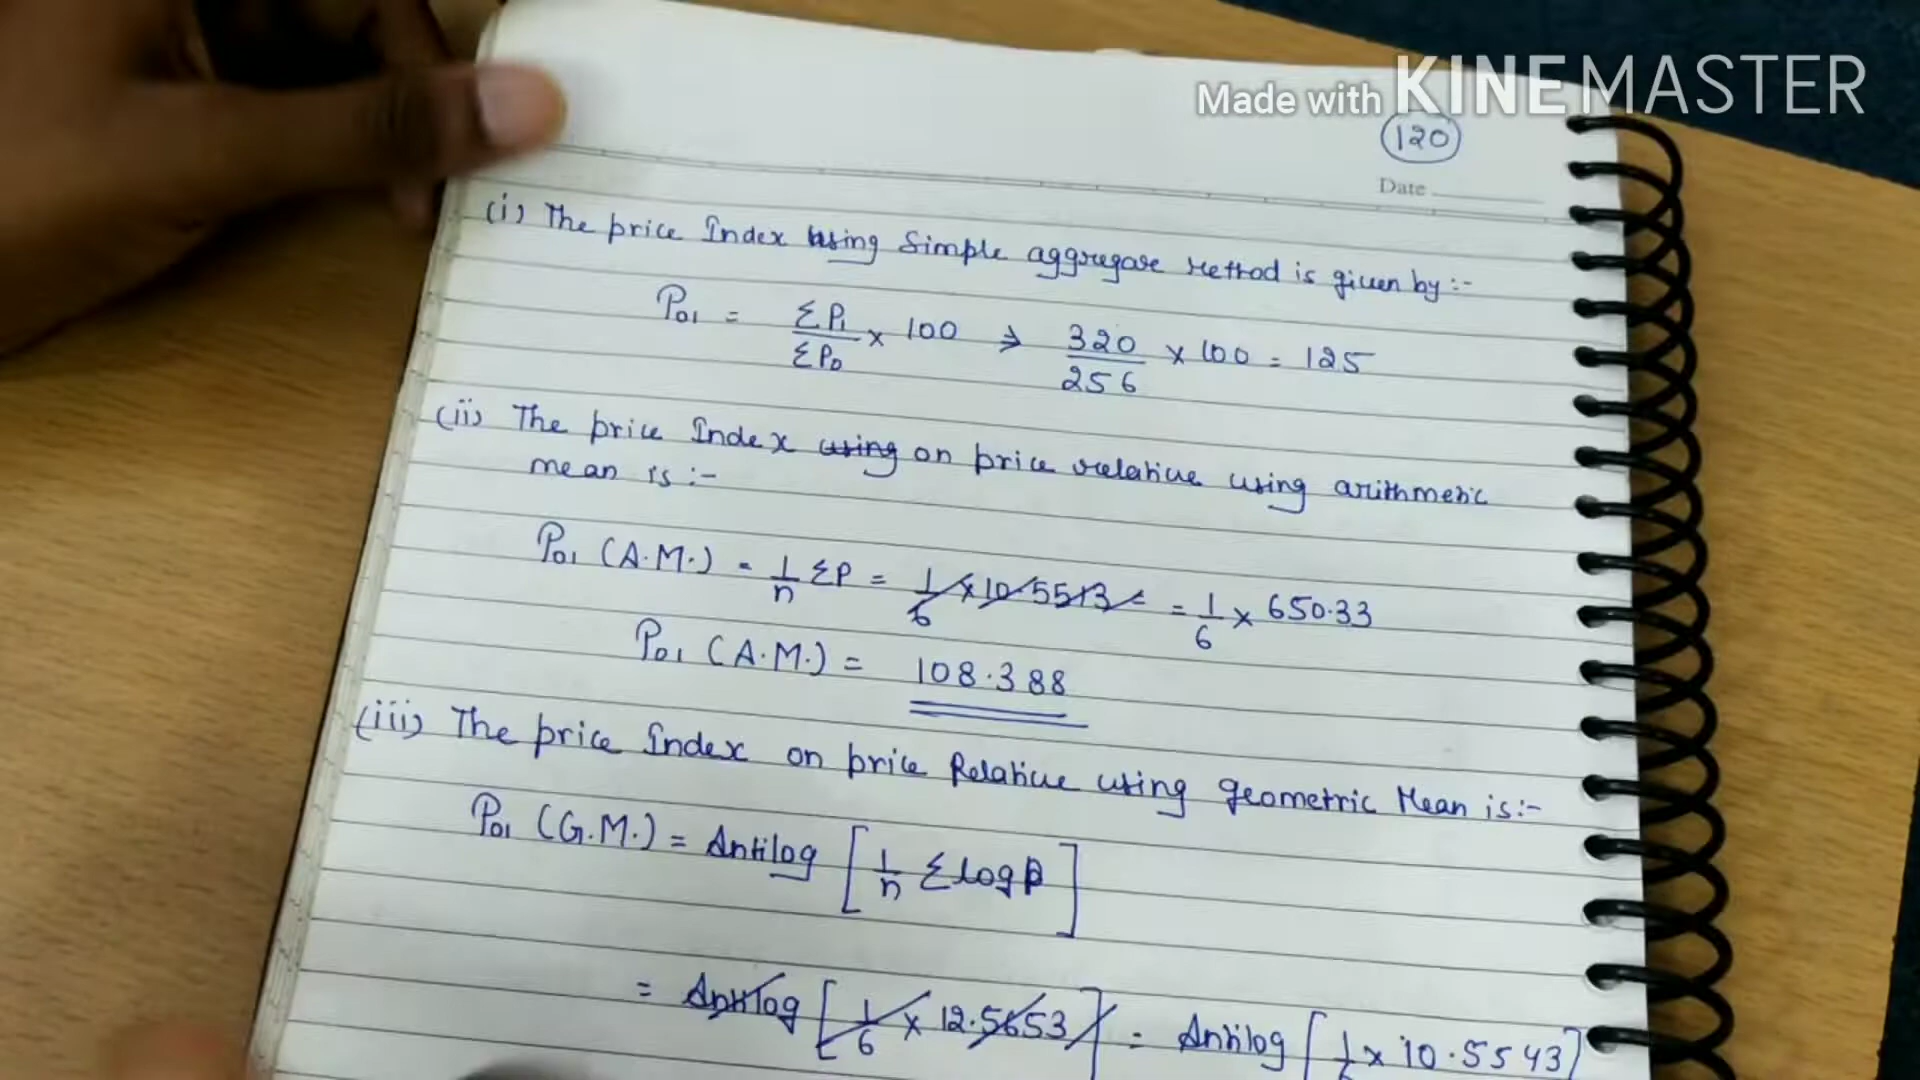 Made with KINEMASTER
120
Date
(i) The price Index using Simple aggregate Method is given by :-
P01 = ΣP1/ΣP0 × 100 ⇒ 320/256 × 100 = 125
(ii) The price Index using on price relative using arithmetic
mean is :-
P01 (A.M.) = 1/n ΣP = 1/6 × 10.5513 = = 1/6 × 650.33
P01 (A.M.) = 108.388
(iii) The price Index on price Relative using geometric Mean is :-
P01 (G.M.) = Antilog [1/n Σ log P]
= Antilog [1/6 × 12.5653] = Antilog [1/6 × 10.5543]